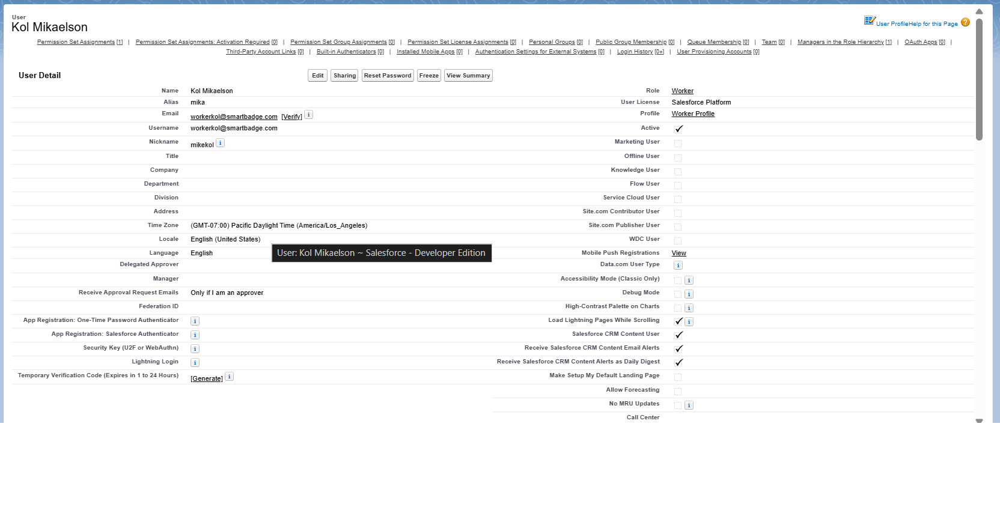 User
Kol Mikaelson
User Profile Help for this Page ?
Permission Set Assignments [1] | Permission Set Assignments: Activation Required [0] | Permission Set Group Assignments [0] | Permission Set License Assignments [0] | Personal Groups [0] | Public Group Membership [0] | Queue Membership [0] | Team [0] | Managers in the Role Hierarchy [1] | OAuth Apps [0] |
Third-Party Account Links [0] | Built-in Authenticators [0] | Installed Mobile Apps [0] | Authentication Settings for External Systems [0] | Login History [0+] | User Provisioning Accounts [0]
User Detail
Edit Sharing Reset Password Freeze View Summary
Name Kol Mikaelson
Alias mika
Email workerkol@smartbadge.com [Verify] i
Username workerkol@smartbadge.com
Nickname mikekol i
Title
Company
Department
Division
Address
Time Zone (GMT-07:00) Pacific Daylight Time (America/Los_Angeles)
Locale English (United States)
Language English
User: Kol Mikaelson ~ Salesforce - Developer Edition
Delegated Approver
Manager
Receive Approval Request Emails Only if I am an approver
Federation ID
App Registration: One-Time Password Authenticator i
App Registration: Salesforce Authenticator i
Security Key (U2F or WebAuthn) i
Lightning Login i
Temporary Verification Code (Expires in 1 to 24 Hours) [Generate] i
Role Worker
User License Salesforce Platform
Profile Worker Profile
Active
Marketing User
Offline User
Knowledge User
Flow User
Service Cloud User
Site.com Contributor User
Site.com Publisher User
WDC User
Mobile Push Registrations View
Data.com User Type i
Accessibility Mode (Classic Only) i
Debug Mode i
High-Contrast Palette on Charts i
Load Lightning Pages While Scrolling i
Salesforce CRM Content User
Receive Salesforce CRM Content Email Alerts
Receive Salesforce CRM Content Alerts as Daily Digest
Make Setup My Default Landing Page
Allow Forecasting
No MRU Updates i
Call Center